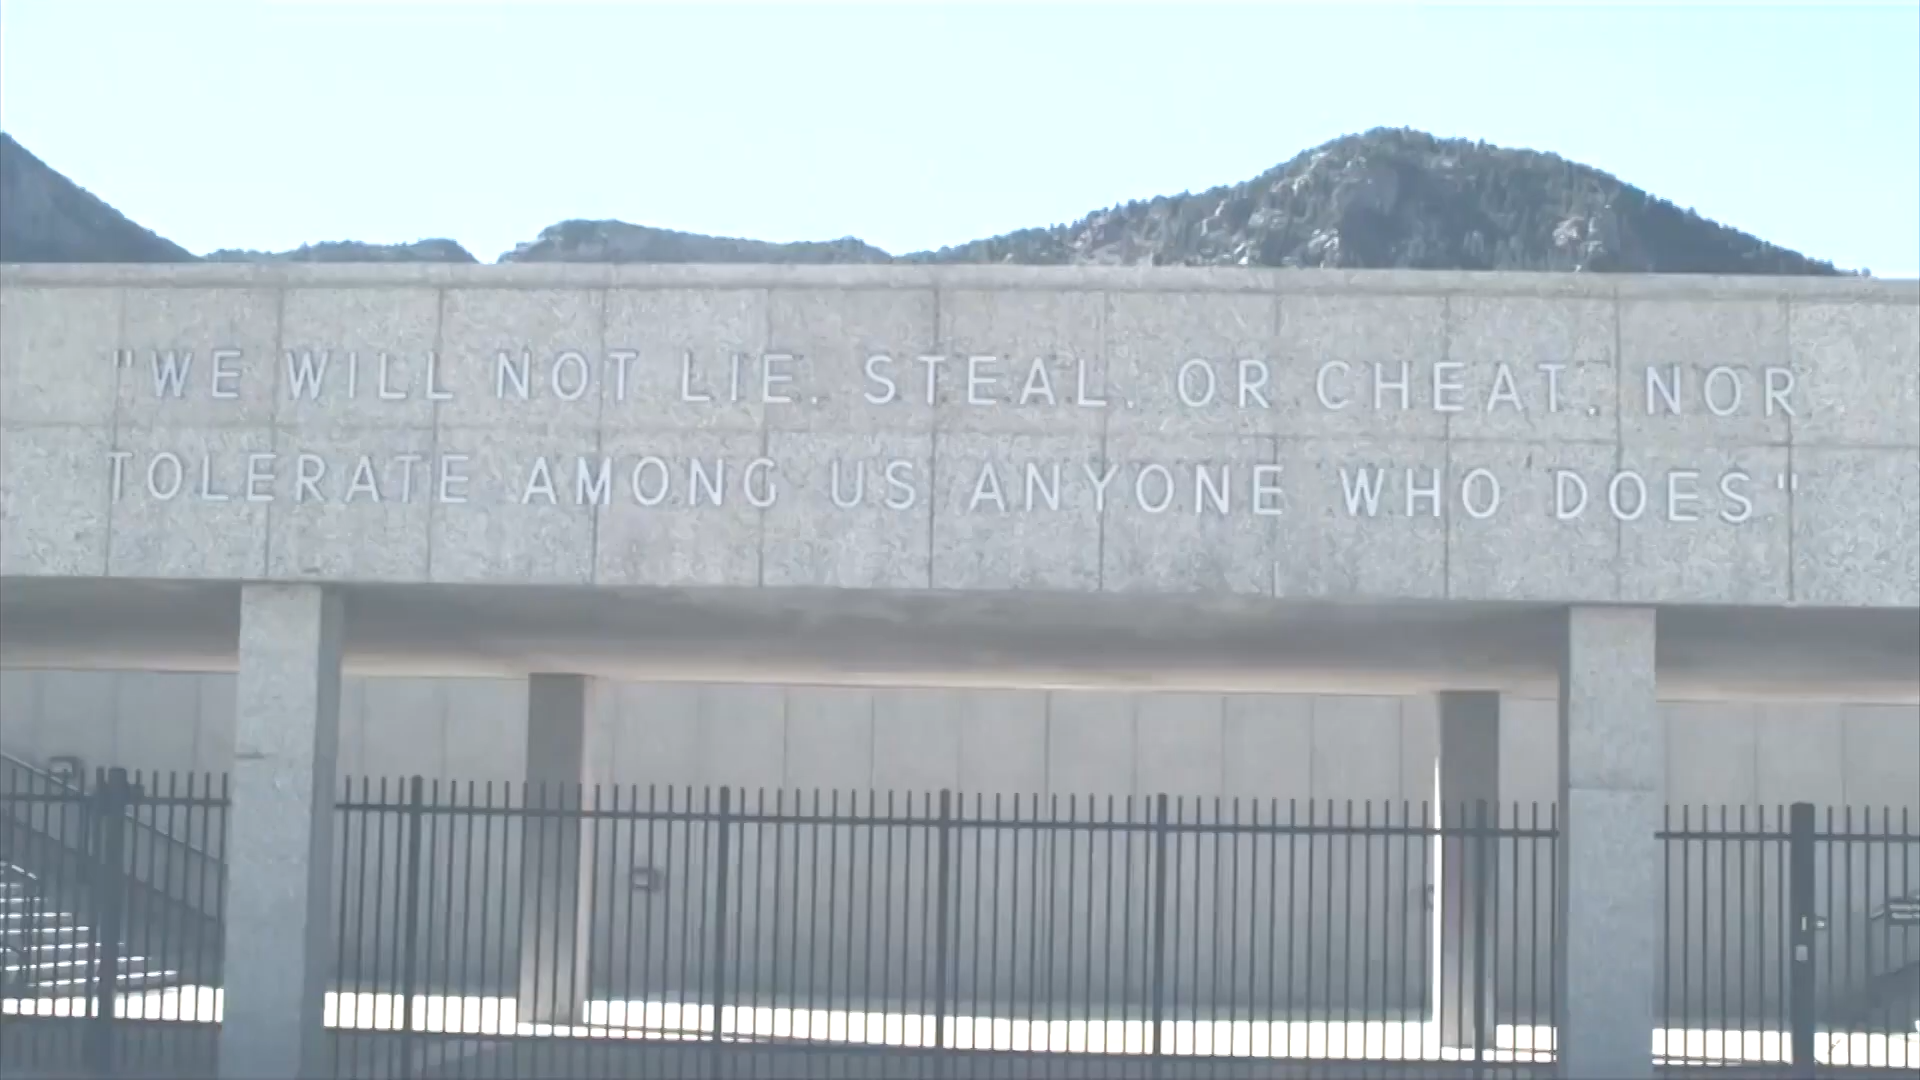 "WE WILL NOT LIE, STEAL, OR CHEAT, NOR
TOLERATE AMONG US ANYONE WHO DOES"